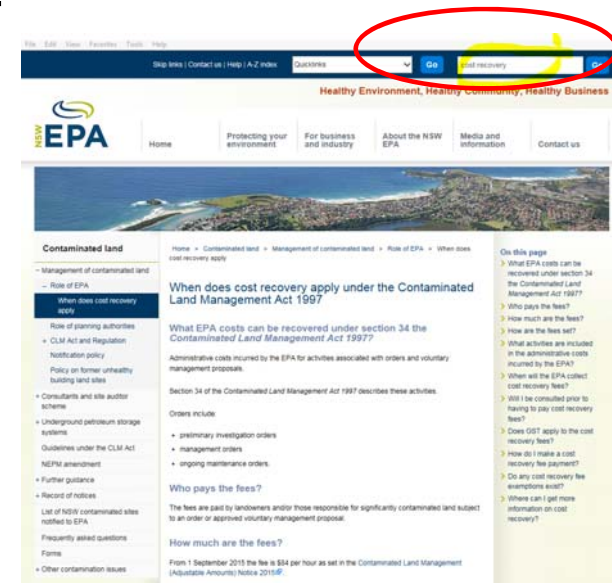 File Edit View Favorites Tools Help
Skip links | Contact us | Help | A-Z index
Quicklinks
Go
cost recovery
Go
Healthy Environment, Healthy Community, Healthy Business
NSW
EPA
Home
Protecting your environment
For business and industry
About the NSW EPA
Media and information
Contact us
Contaminated land
− Management of contaminated land
− Role of EPA
When does cost recovery
apply
Role of planning authorities
+ CLM Act and Regulation
Notification policy
Policy on former unhealthy
building land sites
+ Consultants and site auditor
scheme
+ Underground petroleum storage
systems
Guidelines under the CLM Act
NEPM amendment
+ Further guidance
+ Record of notices
List of NSW contaminated sites
notified to EPA
Frequently asked questions
Forms
+ Other contamination issues
Home > Contaminated land > Management of contaminated land > Role of EPA > When does
cost recovery apply
When does cost recovery apply under the Contaminated
Land Management Act 1997
What EPA costs can be recovered under section 34 the
Contaminated Land Management Act 1997?
Administrative costs incurred by the EPA for activities associated with orders and voluntary
management proposals.
Section 34 of the Contaminated Land Management Act 1997 describes these activities.
Orders include:
preliminary investigation orders
management orders
ongoing maintenance orders.
Who pays the fees?
The fees are paid by landowners and/or those responsible for significantly contaminated land subject
to an order or approved voluntary management proposal.
How much are the fees?
From 1 September 2015 the fee is $84 per hour as set in the Contaminated Land Management
(Adjustable Amounts) Notice 2015
On this page
What EPA costs can be
recovered under section 34
the Contaminated Land
Management Act 1997?
Who pays the fees?
How much are the fees?
How are the fees set?
What activities are included
in the administrative costs
incurred by the EPA?
When will the EPA collect
cost recovery fees?
Will I be consulted prior to
having to pay cost recovery
fees?
Does GST apply to the cost
recovery fees?
How do I make a cost
recovery fee payment?
Do any cost recovery fee
exemptions exist?
Where can I get more
information on cost
recovery?